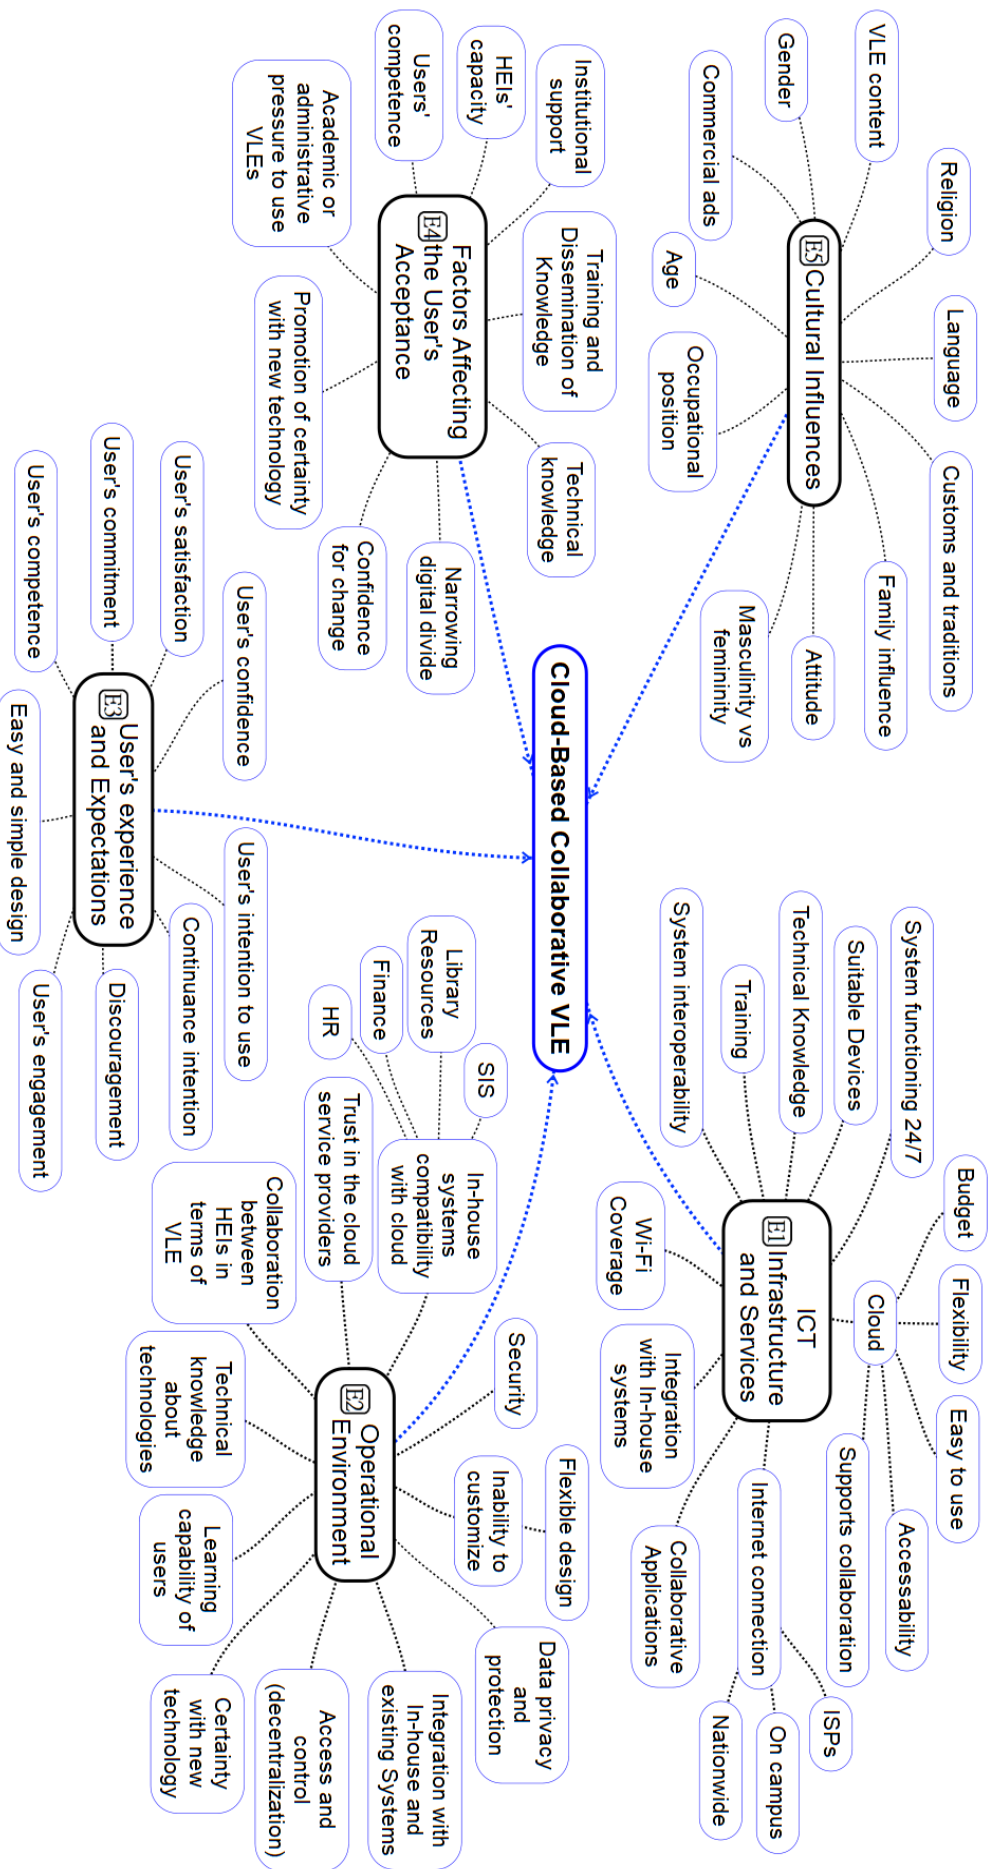 VLE content
Religion
Language
Customs and traditions
Family influence
Attitude
Masculinity vs
femininity
Gender
Commercial ads
Age
Occupational
position
E5
Cultural Influences
Institutional
support
HEIs'
capacity
Users'
competence
Academic or
administrative
pressure to use
VLEs
Training and
Dissemination of
Knowledge
Technical
knowledge
Factors Affecting
E4
the User's
Acceptance
Promotion of certainty
with new technology
Narrowing
digital divide
Confidence
for change
Cloud-Based Collaborative VLE
User's satisfaction
User's commitment
User's competence
User's confidence
User's experience
E3
and Expectations
Easy and simple design
User's intention to use
Continuance intention
Discouragement
User's engagement
System functioning 24/7
Suitable Devices
Technical Knowledge
Training
System interoperability
Budget
Flexibility
Easy to use
Accessability
Supports collaboration
Cloud
ICT
E1
Infrastructure
and Services
Wi-Fi
Coverage
Integration
with In-house
systems
Collaborative
Applications
Internet connection
ISPs
On campus
Nationwide
SIS
Library
Resources
Finance
HR
In-house
systems
compatibility
with cloud
Trust in the cloud
service providers
Collaboration
between
HEIs in
terms of
VLE
Security
Flexible design
Inability to
customize
Data privacy
and
protection
E2
Operational
Environment
Technical
knowledge
about
technologies
Learning
capability of
users
Certainty
with new
technology
Access and
control
(decentralization)
Integration with
In-house and
existing Systems